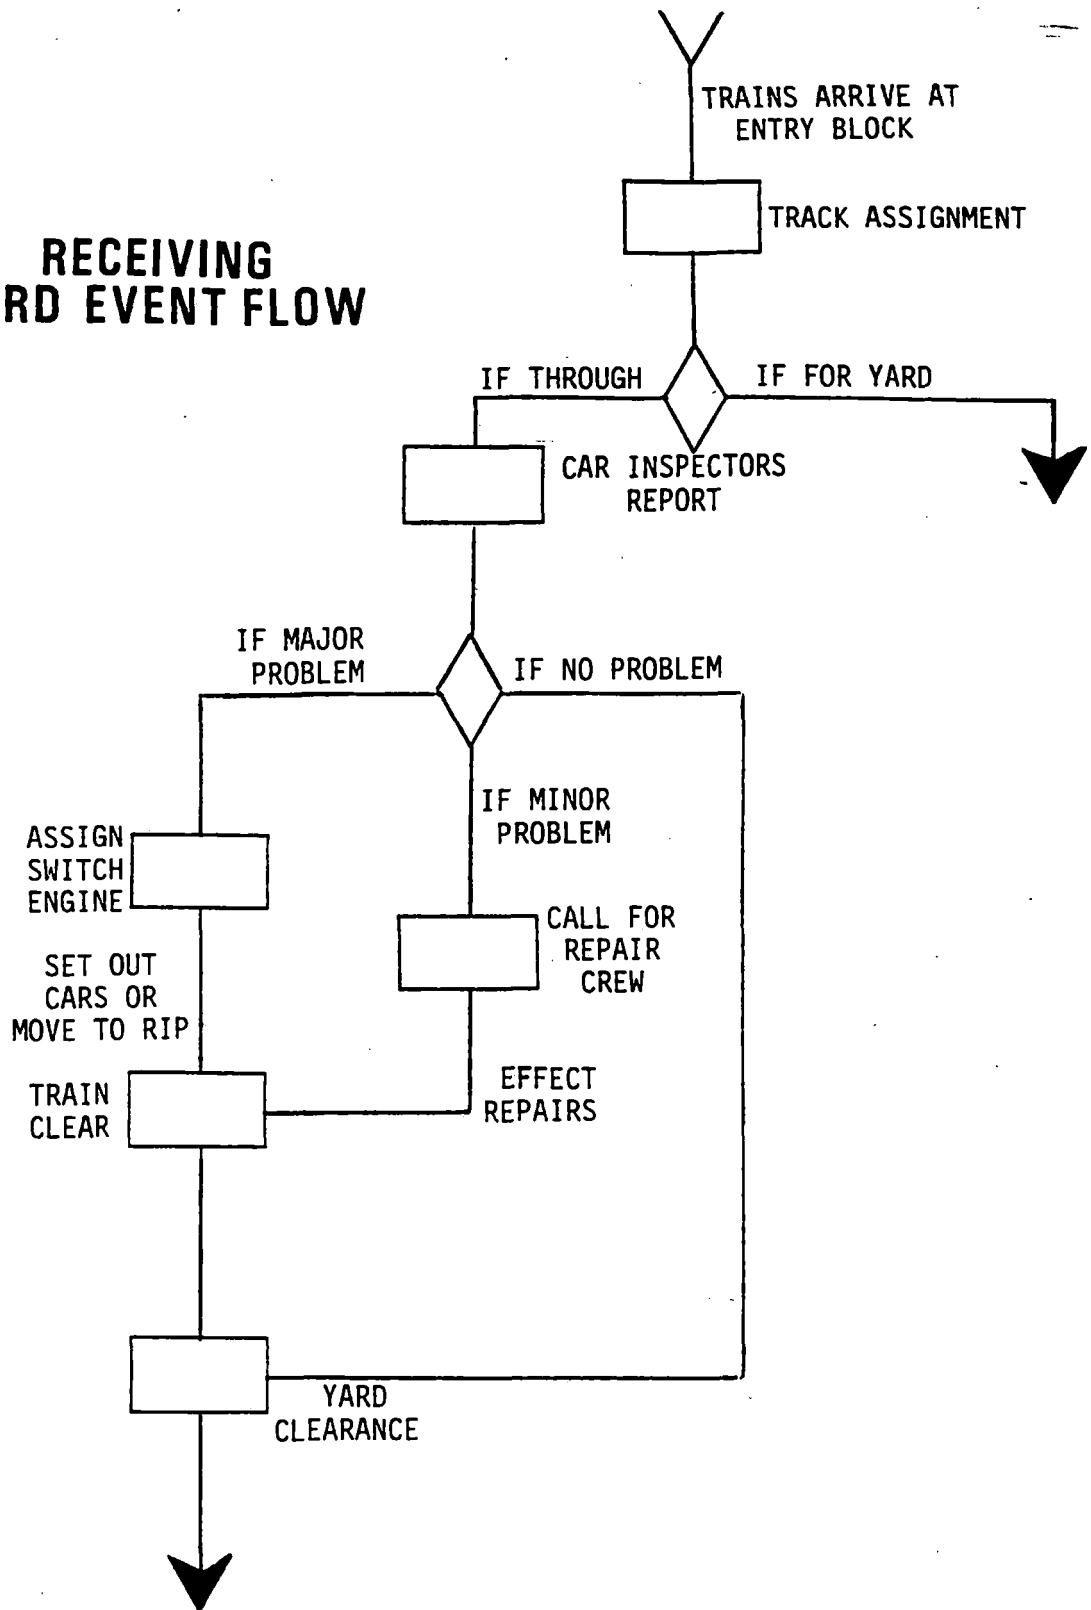 TRAINS ARRIVE AT
ENTRY BLOCK
TRACK ASSIGNMENT
RECEIVING
RD EVENT FLOW
IF THROUGH
IF FOR YARD
CAR INSPECTORS
REPORT
IF MAJOR
PROBLEM
IF NO PROBLEM
IF MINOR
PROBLEM
ASSIGN
SWITCH
ENGINE
CALL FOR
REPAIR
CREW
SET OUT
CARS OR
MOVE TO RIP
EFFECT
REPAIRS
TRAIN
CLEAR
YARD
CLEARANCE